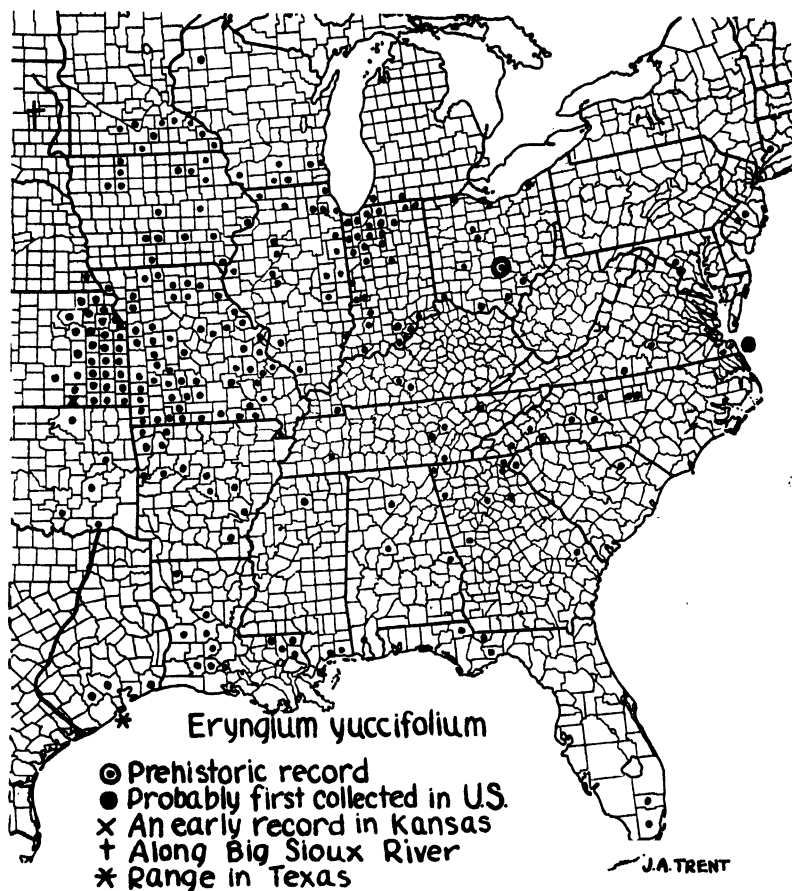 Eryngium yuccifolium
Prehistoric record
Probably first collected in U.S.
An early record in Kansas
Along Big Sioux River
Range in Texas
J.A.TRENT